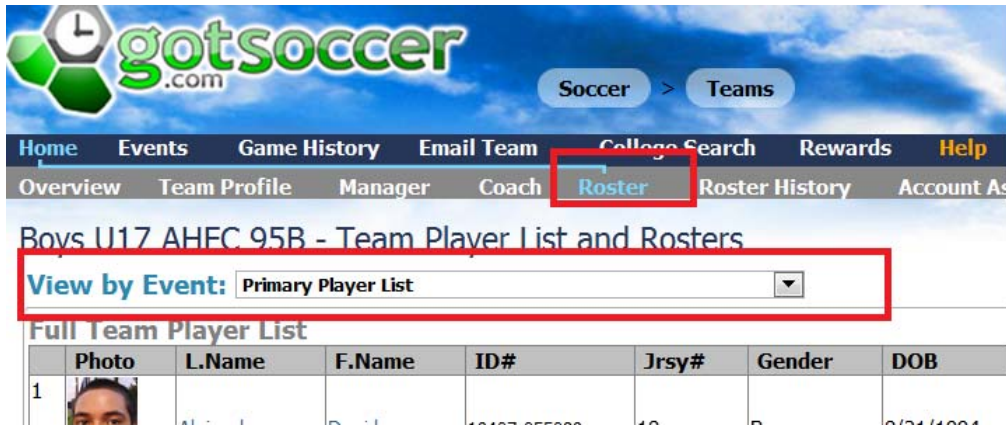 gotsoccer
.com
Soccer > Teams
Home Events Game History Email Team College Search Rewards Help
Overview Team Profile Manager Coach Roster Roster History Account As
Boys U17 AHFC 95B - Team Player List and Rosters
View by Event: Primary Player List
Full Team Player List
Photo L.Name F.Name ID# Jrsy# Gender DOB
1